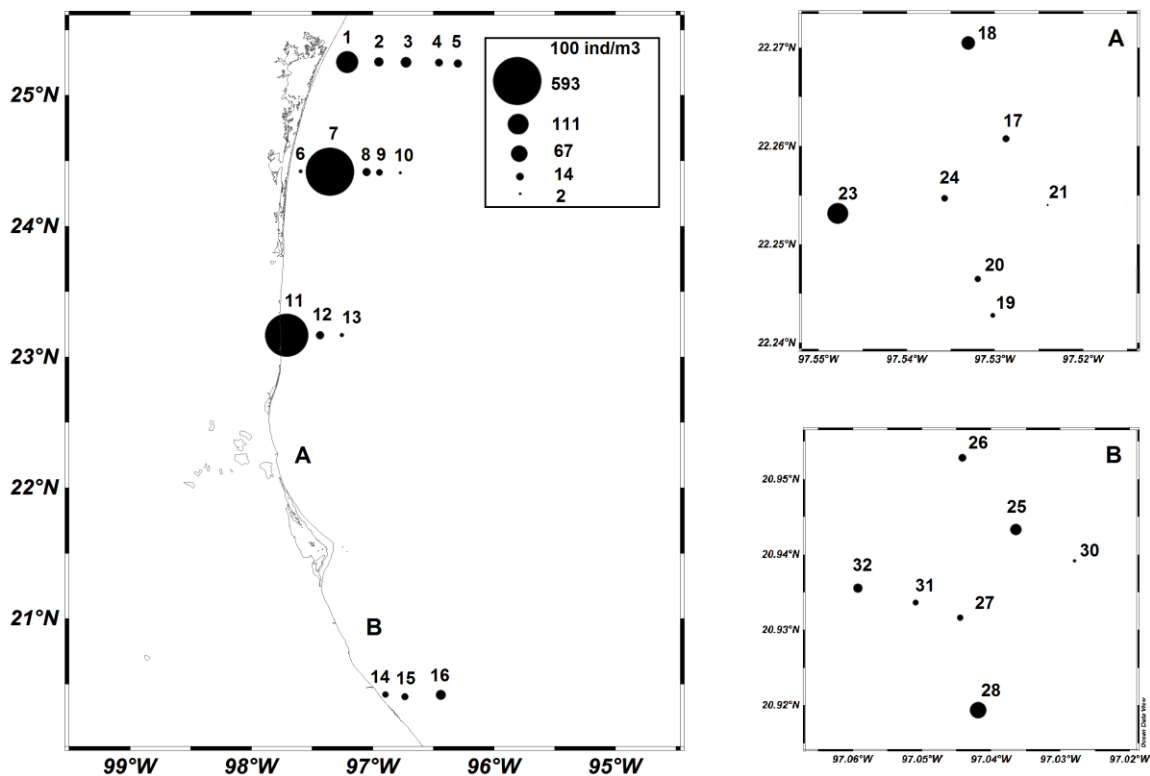 1 2 3 4 5
100 ind/m3
593
111
67
14
2
25°N
7
6 8 9 10
24°N
11 12 13
23°N
A
22°N
21°N
B
14 15 16
99°W 98°W 97°W 96°W 95°W
A
18
22.27°N
17
22.26°N
24
21
23
22.25°N
20
19
22.24°N
97.55°W 97.54°W 97.53°W 97.52°W
B
26
20.95°N
25
20.94°N
30
32
31
27
20.93°N
28
20.92°N
97.06°W 97.05°W 97.04°W 97.03°W 97.02°W
Ocean Data View